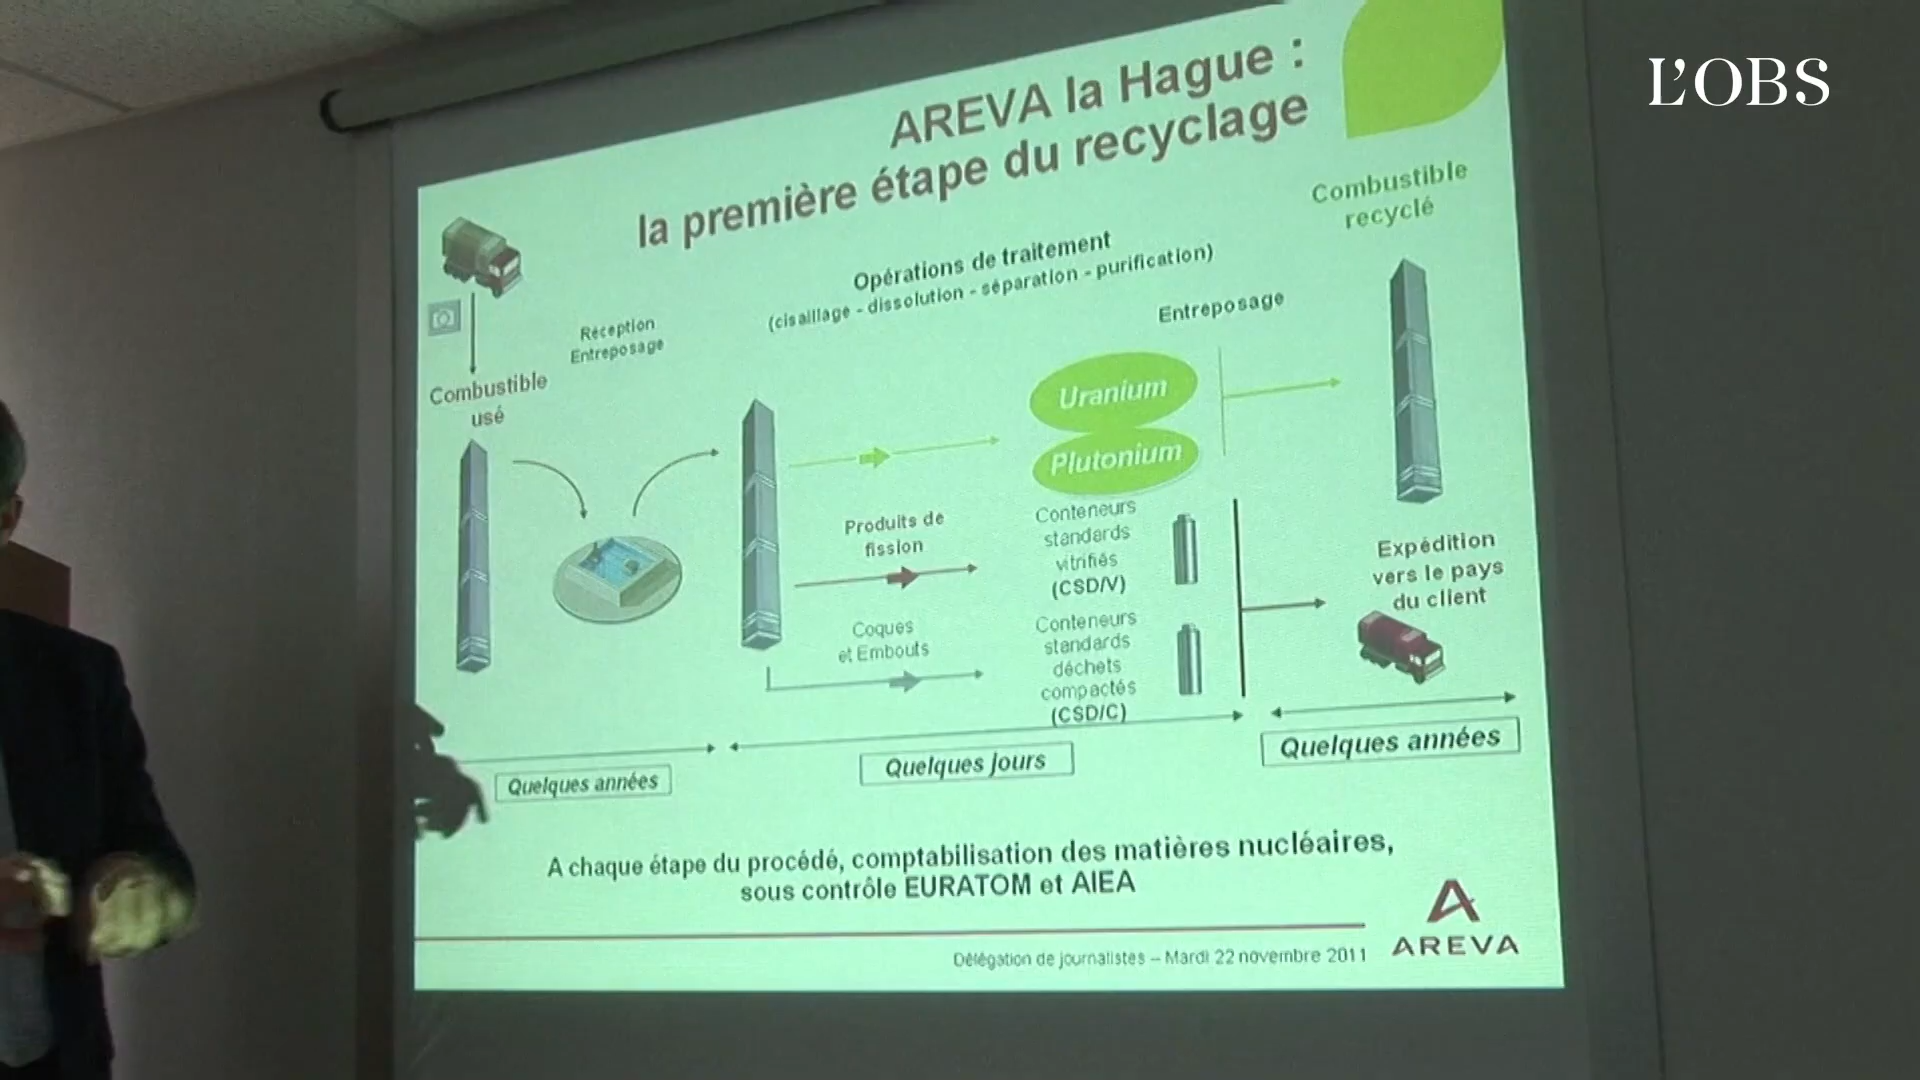 L'OBS
AREVA la Hague :
la première étape du recyclage
Combustible
recyclé
Opérations de traitement
(cisaillage - dissolution - séparation - purification)
Réception
Entreposage
Entreposage
Combustible
usé
Uranium
Plutonium
Produits de
fission
Conteneurs
standards
vitrifiés
(CSD/V)
Coques
et Embouts
Conteneurs
standards
déchets
compactés
(CSD/C)
Expédition
vers le pays
du client
Quelques années
Quelques jours
Quelques années
A chaque étape du procédé, comptabilisation des matières nucléaires,
sous contrôle EURATOM et AIEA
Délégation de journalistes – Mardi 22 novembre 2011
AREVA